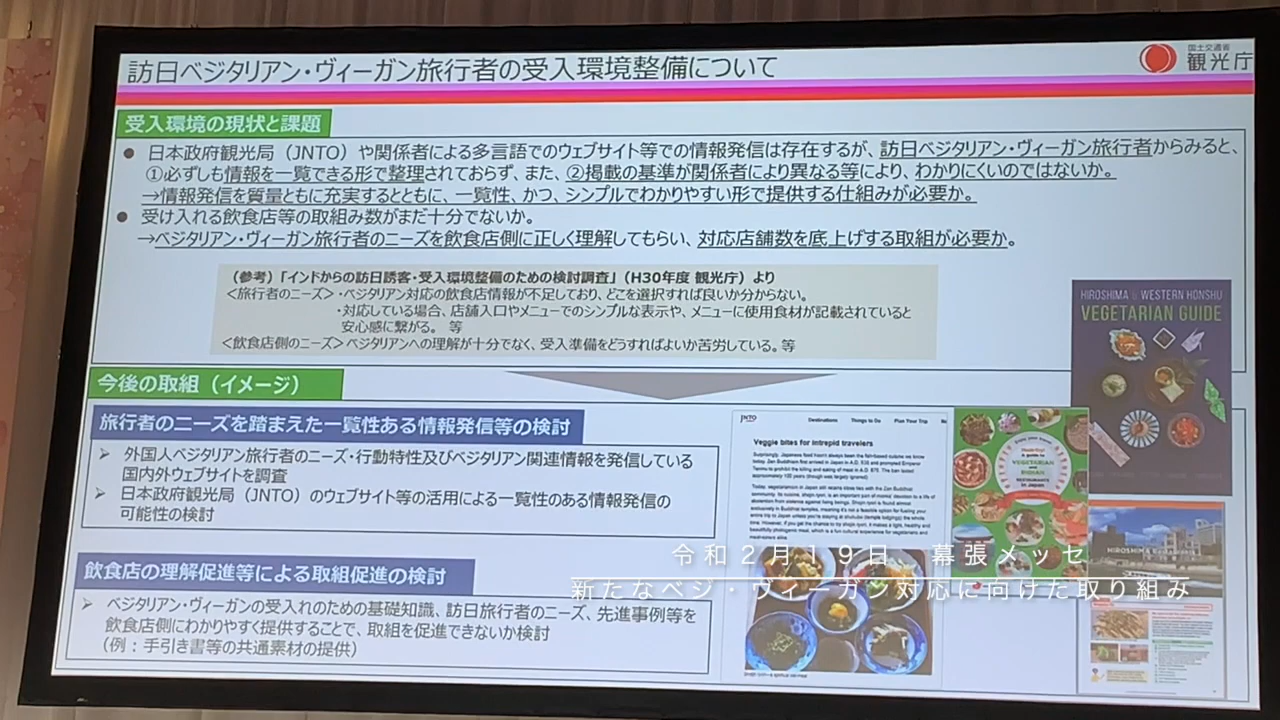 訪日ベジタリアン・ヴィーガン旅行者の受入環境整備について
国土交通省
観光庁
受入環境の現状と課題
● 日本政府観光局（JNTO）や関係者による多言語でのウェブサイト等での情報発信は存在するが、訪日ベジタリアン・ヴィーガン旅行者からみると、
①必ずしも情報を一覧できる形で整理されておらず、また、②掲載の基準が関係者により異なる等により、わかりにくいのではないか。
→情報発信を質量ともに充実するとともに、一覧性、かつ、シンプルでわかりやすい形で提供する仕組みが必要か。
● 受け入れる飲食店等の取組み数がまだ十分でないか。
→ベジタリアン・ヴィーガン旅行者のニーズを飲食店側に正しく理解してもらい、対応店舗数を底上げする取組が必要か。
（参考）「インドからの訪日誘客・受入環境整備のための検討調査」（H30年度 観光庁）より
＜旅行者のニーズ＞・ベジタリアン対応の飲食店情報が不足しており、どこを選択すれば良いか分からない。
・対応している場合、店舗入口やメニューでのシンプルな表示や、メニューに使用食材が記載されていると
安心感に繋がる。 等
＜飲食店側のニーズ＞ベジタリアンへの理解が十分でなく、受入準備をどうすればよいか苦労している。等
HIROSHIMA & WESTERN HONSHU
VEGETARIAN GUIDE
今後の取組（イメージ）
旅行者のニーズを踏まえた一覧性ある情報発信等の検討
➢ 外国人ベジタリアン旅行者のニーズ・行動特性及びベジタリアン関連情報を発信している
国内外ウェブサイトを調査
➢ 日本政府観光局（JNTO）のウェブサイト等の活用による一覧性のある情報発信の
可能性の検討
飲食店の理解促進等による取組促進の検討
➢ ベジタリアン・ヴィーガンの受入れのための基礎知識、訪日旅行者のニーズ、先進事例等を
飲食店側にわかりやすく提供することで、取組を促進できないか検討
（例：手引き書等の共通素材の提供）
JNTO Destinations Things to Do Plan Your Trip
Veggie bites for intrepid travelers
A guide to
VEGETARIAN
and
INDIAN
RESTAURANTS
in Japan
令和２月１９日 幕張メッセ
新たなベジ・ヴィーガン対応に向けた取り組み